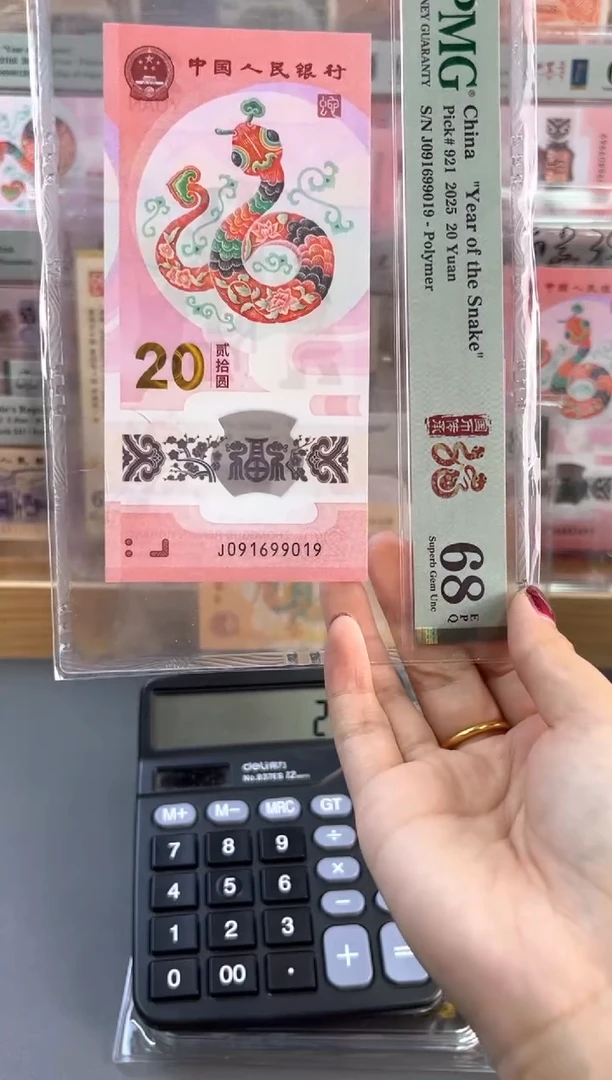 中国人民银行
20
贰拾圆
福
J091699019
PMG®
MONEY GUARANTY
China "Year of the Snake"
Pick# 921 2025 20 Yuan
S/N J091699019 - Polymer
68 EPQ
Superb Gem Unc
2
deli
M+ M- MRC GT
7 8 9 ÷
4 5 6 ×
1 2 3 −
0 00 · + =